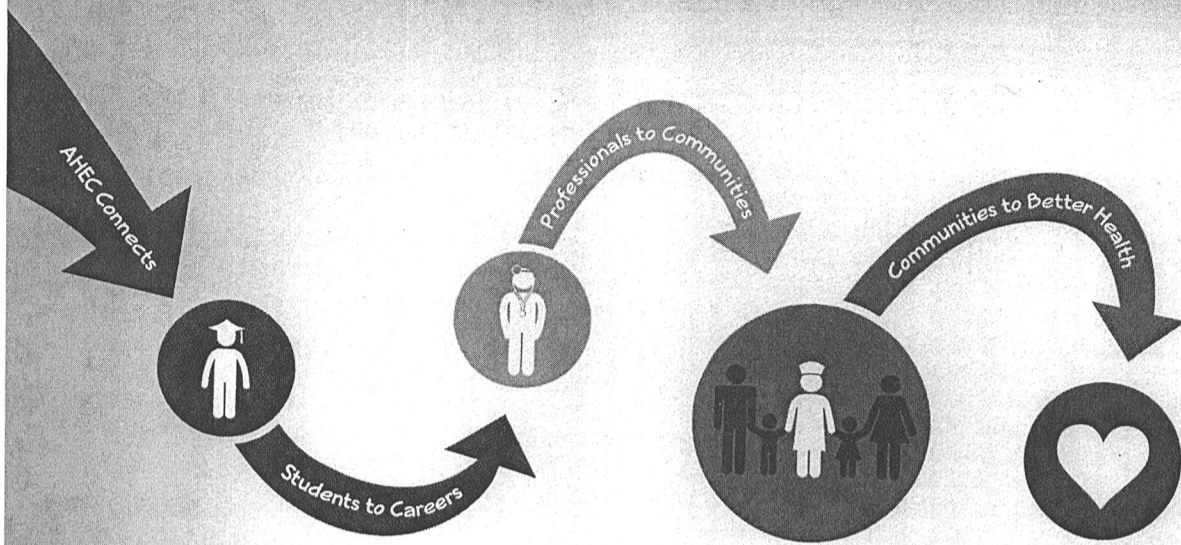 AHEC Connects
Students to Careers
Professionals to Communities
Communities to Better Health